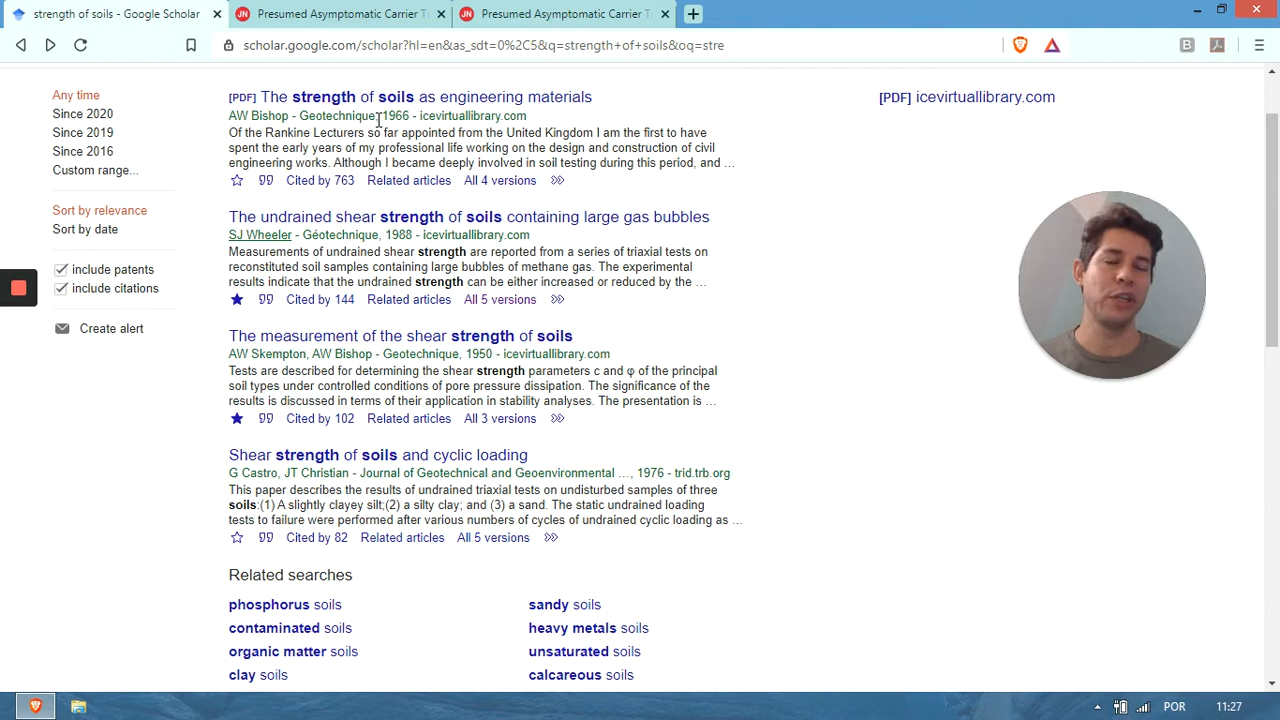 strength of soils - Google Scholar
Presumed Asymptomatic Carrier T
Presumed Asymptomatic Carrier T
scholar.google.com/scholar?hl=en&as_sdt=0%2C5&q=strength+of+soils&oq=stre
Any time
Since 2020
Since 2019
Since 2016
Custom range...
Sort by relevance
Sort by date
include patents
include citations
Create alert
[PDF] The strength of soils as engineering materials
AW Bishop - Geotechnique, 1966 - icevirtuallibrary.com
Of the Rankine Lecturers so far appointed from the United Kingdom I am the first to have
spent the early years of my professional life working on the design and construction of civil
engineering works. Although I became deeply involved in soil testing during this period, and ...
Cited by 763 Related articles All 4 versions
[PDF] icevirtuallibrary.com
The undrained shear strength of soils containing large gas bubbles
SJ Wheeler - Géotechnique, 1988 - icevirtuallibrary.com
Measurements of undrained shear strength are reported from a series of triaxial tests on
reconstituted soil samples containing large bubbles of methane gas. The experimental
results indicate that the undrained strength can be either increased or reduced by the ...
Cited by 144 Related articles All 5 versions
The measurement of the shear strength of soils
AW Skempton, AW Bishop - Geotechnique, 1950 - icevirtuallibrary.com
Tests are described for determining the shear strength parameters c and φ of the principal
soil types under controlled conditions of pore pressure dissipation. The significance of the
results is discussed in terms of their application in stability analyses. The presentation is ...
Cited by 102 Related articles All 3 versions
Shear strength of soils and cyclic loading
G Castro, JT Christian - Journal of Geotechnical and Geoenvironmental ..., 1976 - trid.trb.org
This paper describes the results of undrained triaxial tests on undisturbed samples of three
soils:(1) A slightly clayey silt;(2) a silty clay; and (3) a sand. The static undrained loading
tests to failure were performed after various numbers of cycles of undrained cyclic loading as ...
Cited by 82 Related articles All 5 versions
Related searches
phosphorus soils
sandy soils
contaminated soils
heavy metals soils
organic matter soils
unsaturated soils
clay soils
calcareous soils
POR
11:27